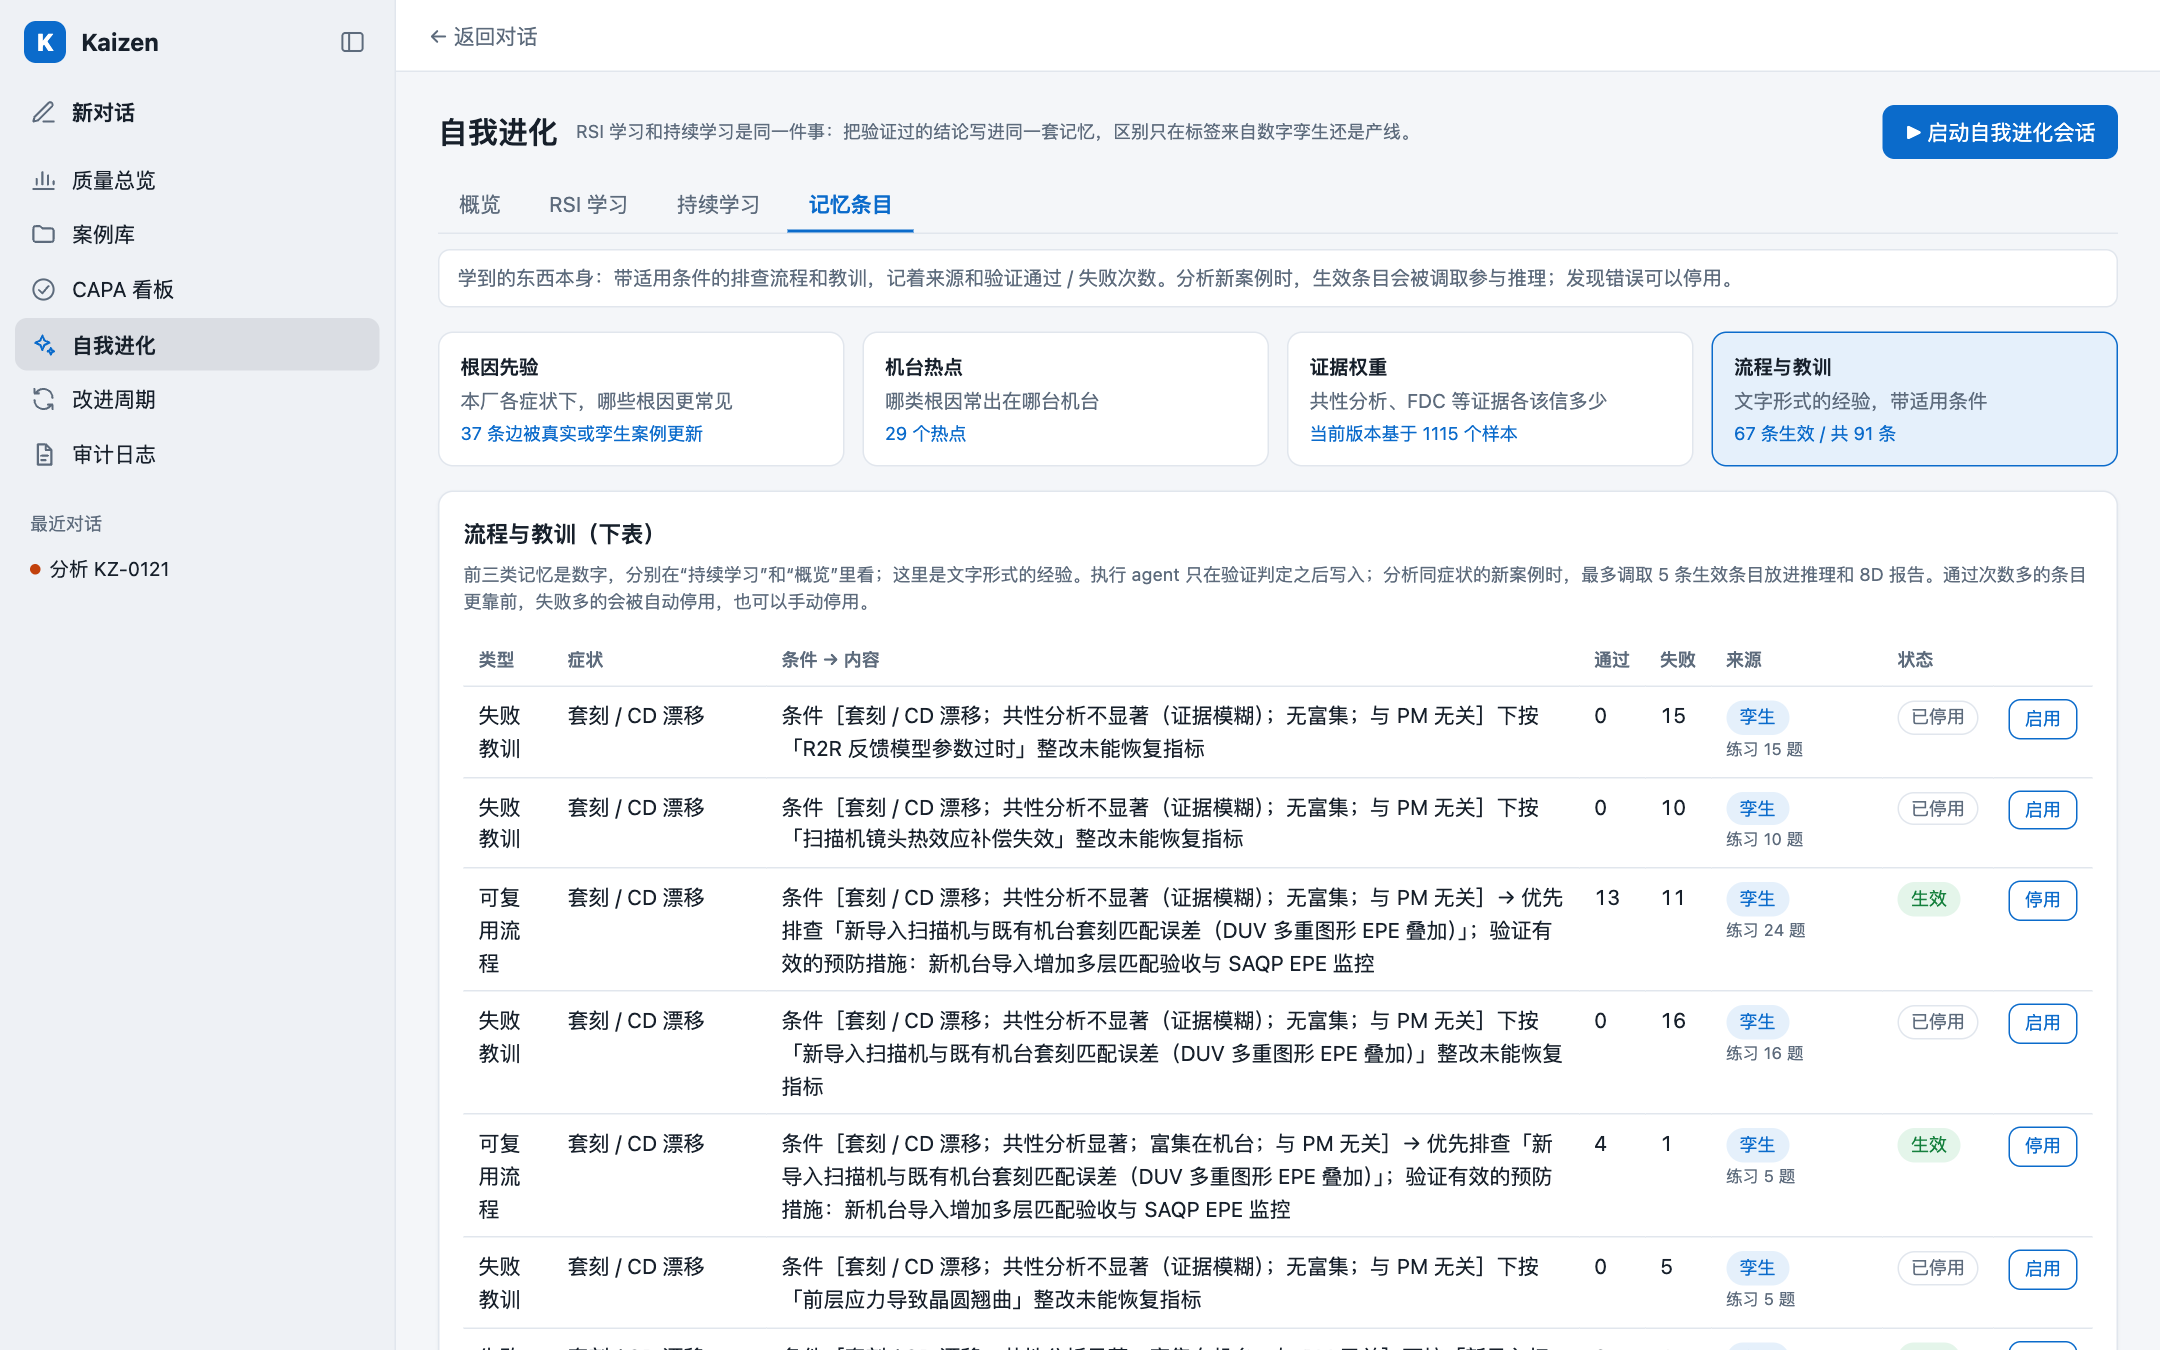 K Kaizen
新对话
质量总览
案例库
CAPA 看板
自我进化
改进周期
审计日志
最近对话
分析 KZ-0121
← 返回对话
自我进化 RSI 学习和持续学习是同一件事：把验证过的结论写进同一套记忆，区别只在标签来自数字孪生还是产线。
▶ 启动自我进化会话
概览 RSI 学习 持续学习 记忆条目
学到的东西本身：带适用条件的排查流程和教训，记着来源和验证通过 / 失败次数。分析新案例时，生效条目会被调取参与推理；发现错误可以停用。
根因先验
本厂各症状下，哪些根因更常见
37 条边被真实或孪生案例更新
机台热点
哪类根因常出在哪台机台
29 个热点
证据权重
共性分析、FDC 等证据各该信多少
当前版本基于 1115 个样本
流程与教训
文字形式的经验，带适用条件
67 条生效 / 共 91 条
流程与教训（下表）
前三类记忆是数字，分别在“持续学习”和“概览”里看；这里是文字形式的经验。执行 agent 只在验证判定之后写入；分析同症状的新案例时，最多调取 5 条生效条目放进推理和 8D 报告。通过次数多的条目
更靠前，失败多的会被自动停用，也可以手动停用。
类型 症状 条件 → 内容 通过 失败 来源 状态
失败 套刻 / CD 漂移 条件［套刻 / CD 漂移；共性分析不显著（证据模糊）；无富集；与 PM 无关］下按 0 15 孪生 已停用 启用
教训 「R2R 反馈模型参数过时」整改未能恢复指标 练习 15 题
失败 套刻 / CD 漂移 条件［套刻 / CD 漂移；共性分析不显著（证据模糊）；无富集；与 PM 无关］下按 0 10 孪生 已停用 启用
教训 「扫描机镜头热效应补偿失效」整改未能恢复指标 练习 10 题
可复 套刻 / CD 漂移 条件［套刻 / CD 漂移；共性分析不显著（证据模糊）；无富集；与 PM 无关］→ 优先 13 11 孪生 生效 停用
用流 排查「新导入扫描机与既有机台套刻匹配误差（DUV 多重图形 EPE 叠加）」；验证有 练习 24 题
程 效的预防措施：新机台导入增加多层匹配验收与 SAQP EPE 监控
失败 套刻 / CD 漂移 条件［套刻 / CD 漂移；共性分析不显著（证据模糊）；无富集；与 PM 无关］下按 0 16 孪生 已停用 启用
教训 「新导入扫描机与既有机台套刻匹配误差（DUV 多重图形 EPE 叠加）」整改未能恢复 练习 16 题
指标
可复 套刻 / CD 漂移 条件［套刻 / CD 漂移；共性分析显著；富集在机台；与 PM 无关］→ 优先排查「新 4 1 孪生 生效 停用
用流 导入扫描机与既有机台套刻匹配误差（DUV 多重图形 EPE 叠加）」；验证有效的预防 练习 5 题
程 措施：新机台导入增加多层匹配验收与 SAQP EPE 监控
失败 套刻 / CD 漂移 条件［套刻 / CD 漂移；共性分析不显著（证据模糊）；无富集；与 PM 无关］下按 0 5 孪生 已停用 启用
教训 「前层应力导致晶圆翘曲」整改未能恢复指标 练习 5 题